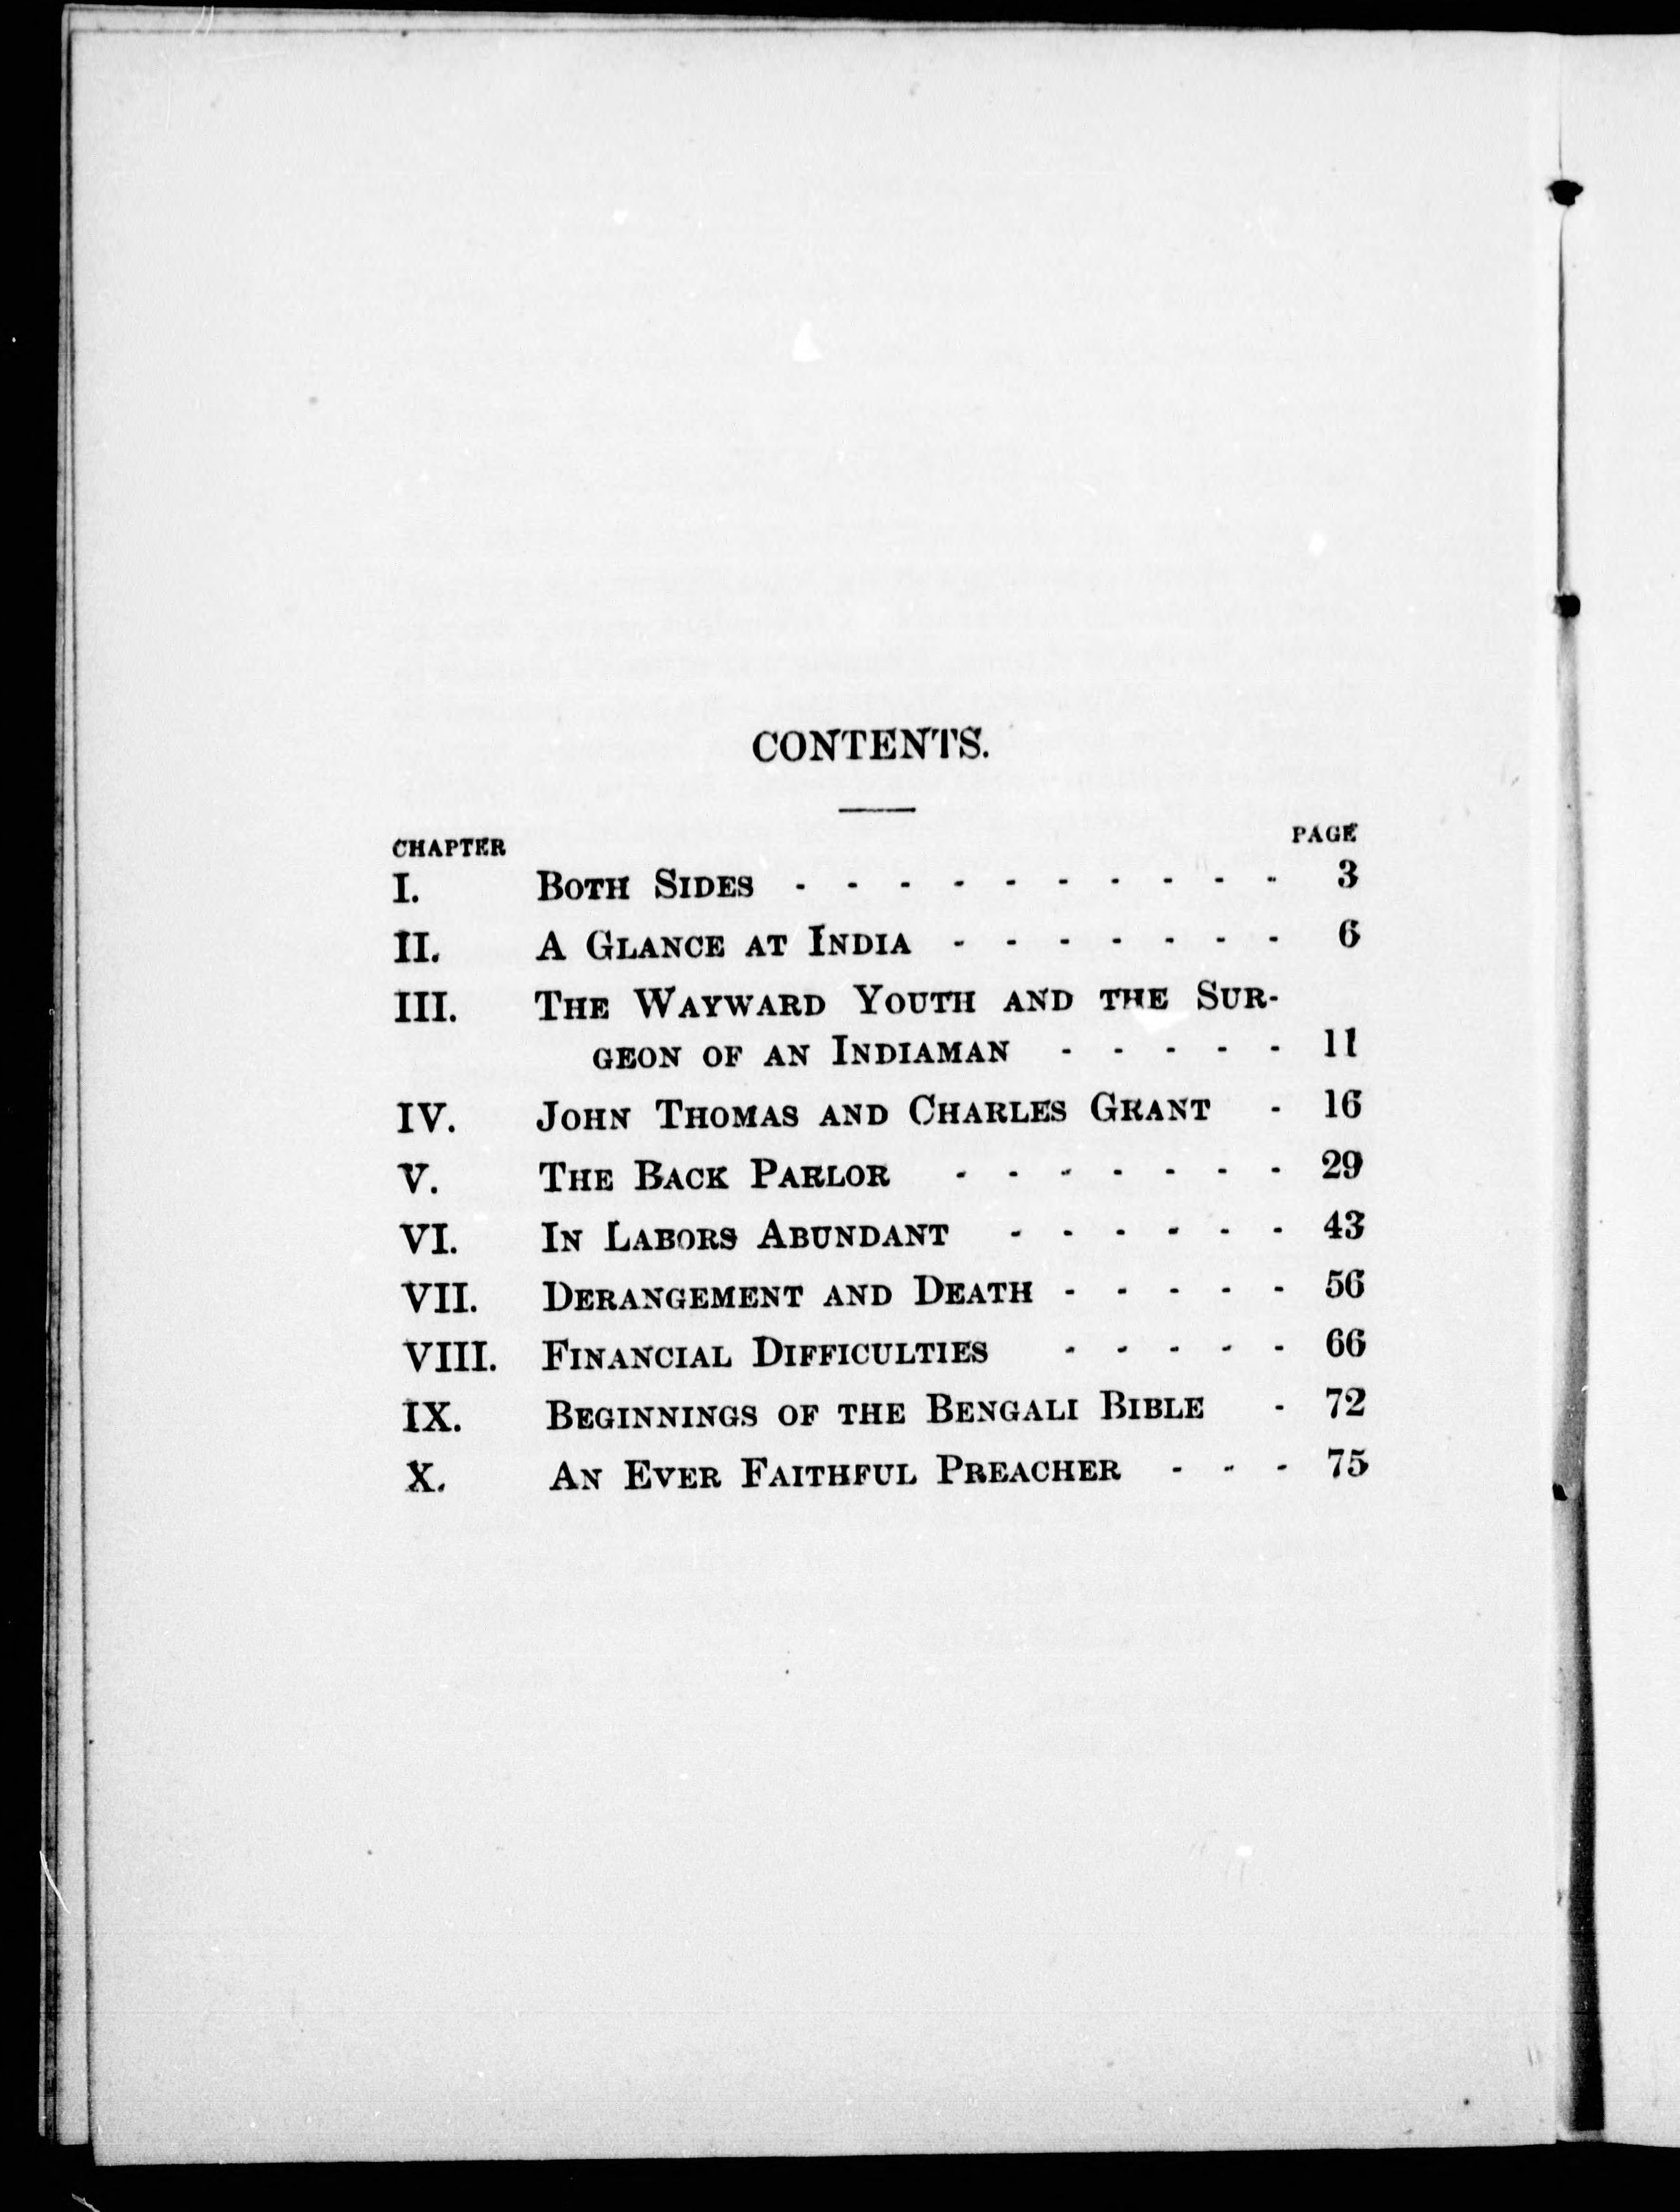 CONTENTS.
CHAPTER PAGE
I. BOTH SIDES - - - - - - - - - - 3
II. A GLANCE AT INDIA - - - - - - - 6
III. THE WAYWARD YOUTH AND THE SUR-
GEON OF AN INDIAMAN - - - - - 11
IV. JOHN THOMAS AND CHARLES GRANT - 16
V. THE BACK PARLOR - - - - - - - 29
VI. IN LABORS ABUNDANT - - - - - - 43
VII. DERANGEMENT AND DEATH - - - - - 56
VIII. FINANCIAL DIFFICULTIES - - - - - 66
IX. BEGINNINGS OF THE BENGALI BIBLE - 72
X. AN EVER FAITHFUL PREACHER - - - 75